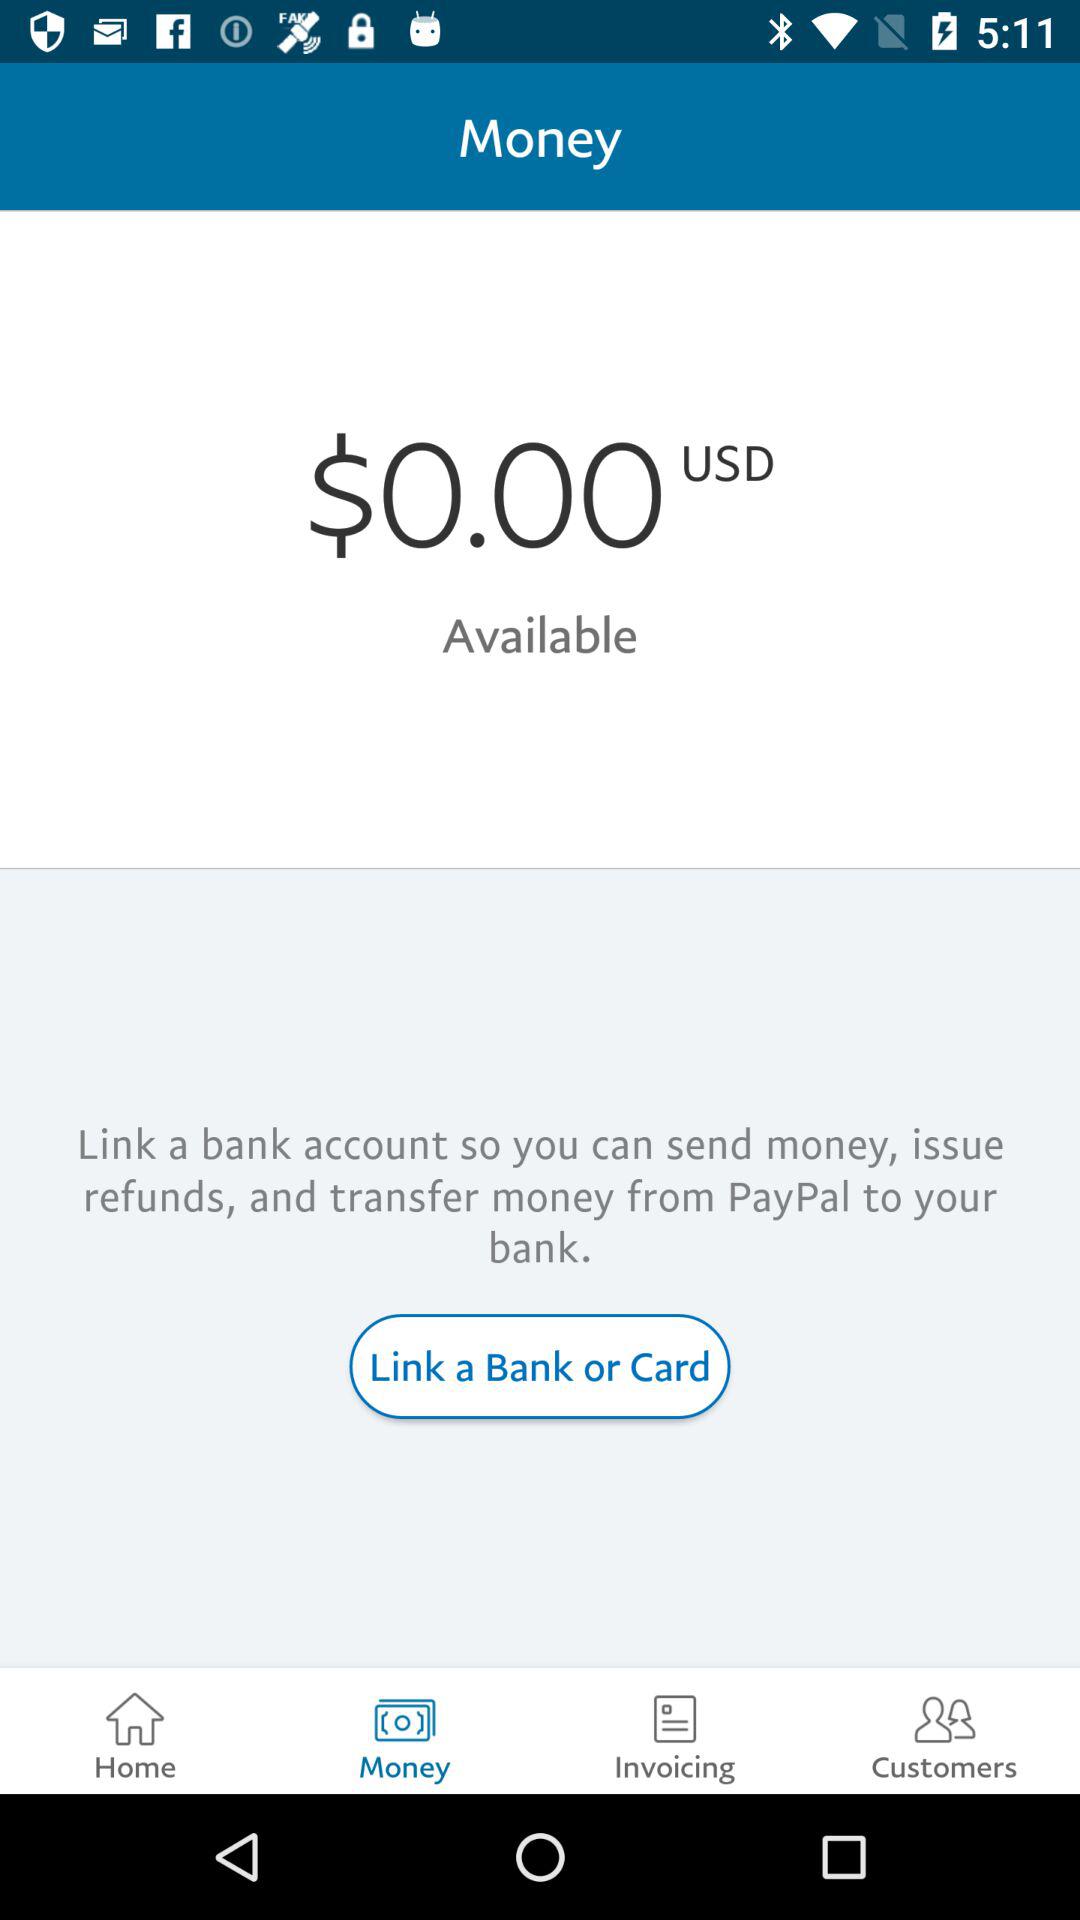 FAKE
5:11
Money
$0.00 USD
Available
Link a bank account so you can send money, issue
refunds, and transfer money from PayPal to your
bank.
Link a Bank or Card
Home Money Invoicing Customers